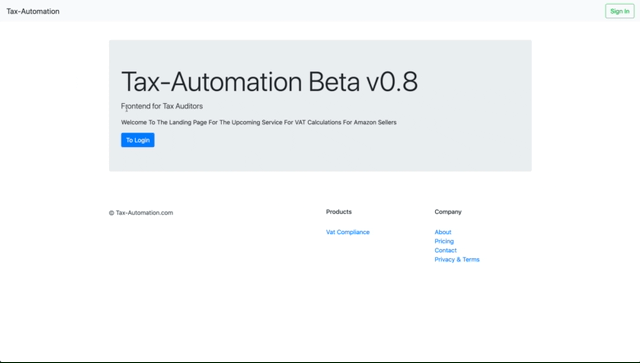 Tax-Automation
Sign in
Tax-Automation Beta v0.8
Frontend for Tax Auditors
Welcome To The Landing Page For The Upcoming Service For VAT Calculations For Amazon Sellers
To Login
© Tax-Automation.com
Products
Vat Compliance
Company
About
Pricing
Contact
Privacy & Terms